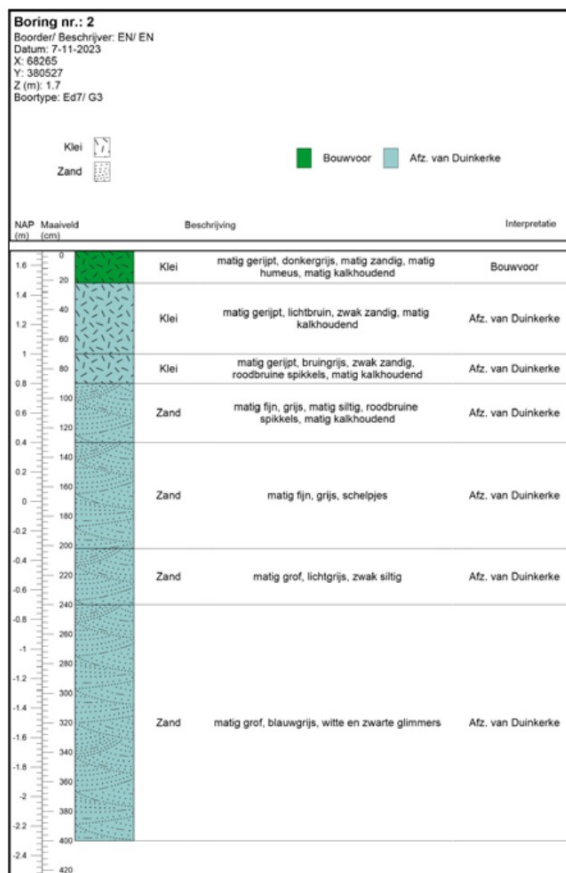 Boring nr.: 2
Boorder/ Beschrijver: EN/ EN
Datum: 7-11-2023
X: 68265
Y: 380527
Z (m): 1.7
Boortype: Ed7/ G3
Klei
Zand
Bouwvoor
Afz. van Duinkerke
NAP (m)
Maaiveld (cm)
Beschrijving
Interpretatie
0
1.6
20
1.4
40
1.2
60
1
80
0.8
100
0.6
120
0.4
140
0.2
160
0
180
-0.2
200
-0.4
220
-0.6
240
-0.8
260
-1
280
-1.2
300
-1.4
320
-1.6
340
-1.8
360
-2
380
-2.2
400
-2.4
420
Klei
matig gerijpt, donkergrijs, matig zandig, matig
humeus, matig kalkhoudend
Bouwvoor
Klei
matig gerijpt, lichtbruin, zwak zandig, matig
kalkhoudend
Afz. van Duinkerke
Klei
matig gerijpt, bruingrijs, zwak zandig,
roodbruine spikkels, matig kalkhoudend
Afz. van Duinkerke
Zand
matig fijn, grijs, matig siltig, roodbruine
spikkels, matig kalkhoudend
Afz. van Duinkerke
Zand
matig fijn, grijs, schelpjes
Afz. van Duinkerke
Zand
matig grof, lichtgrijs, zwak siltig
Afz. van Duinkerke
Zand
matig grof, blauwgrijs, witte en zwarte glimmers
Afz. van Duinkerke